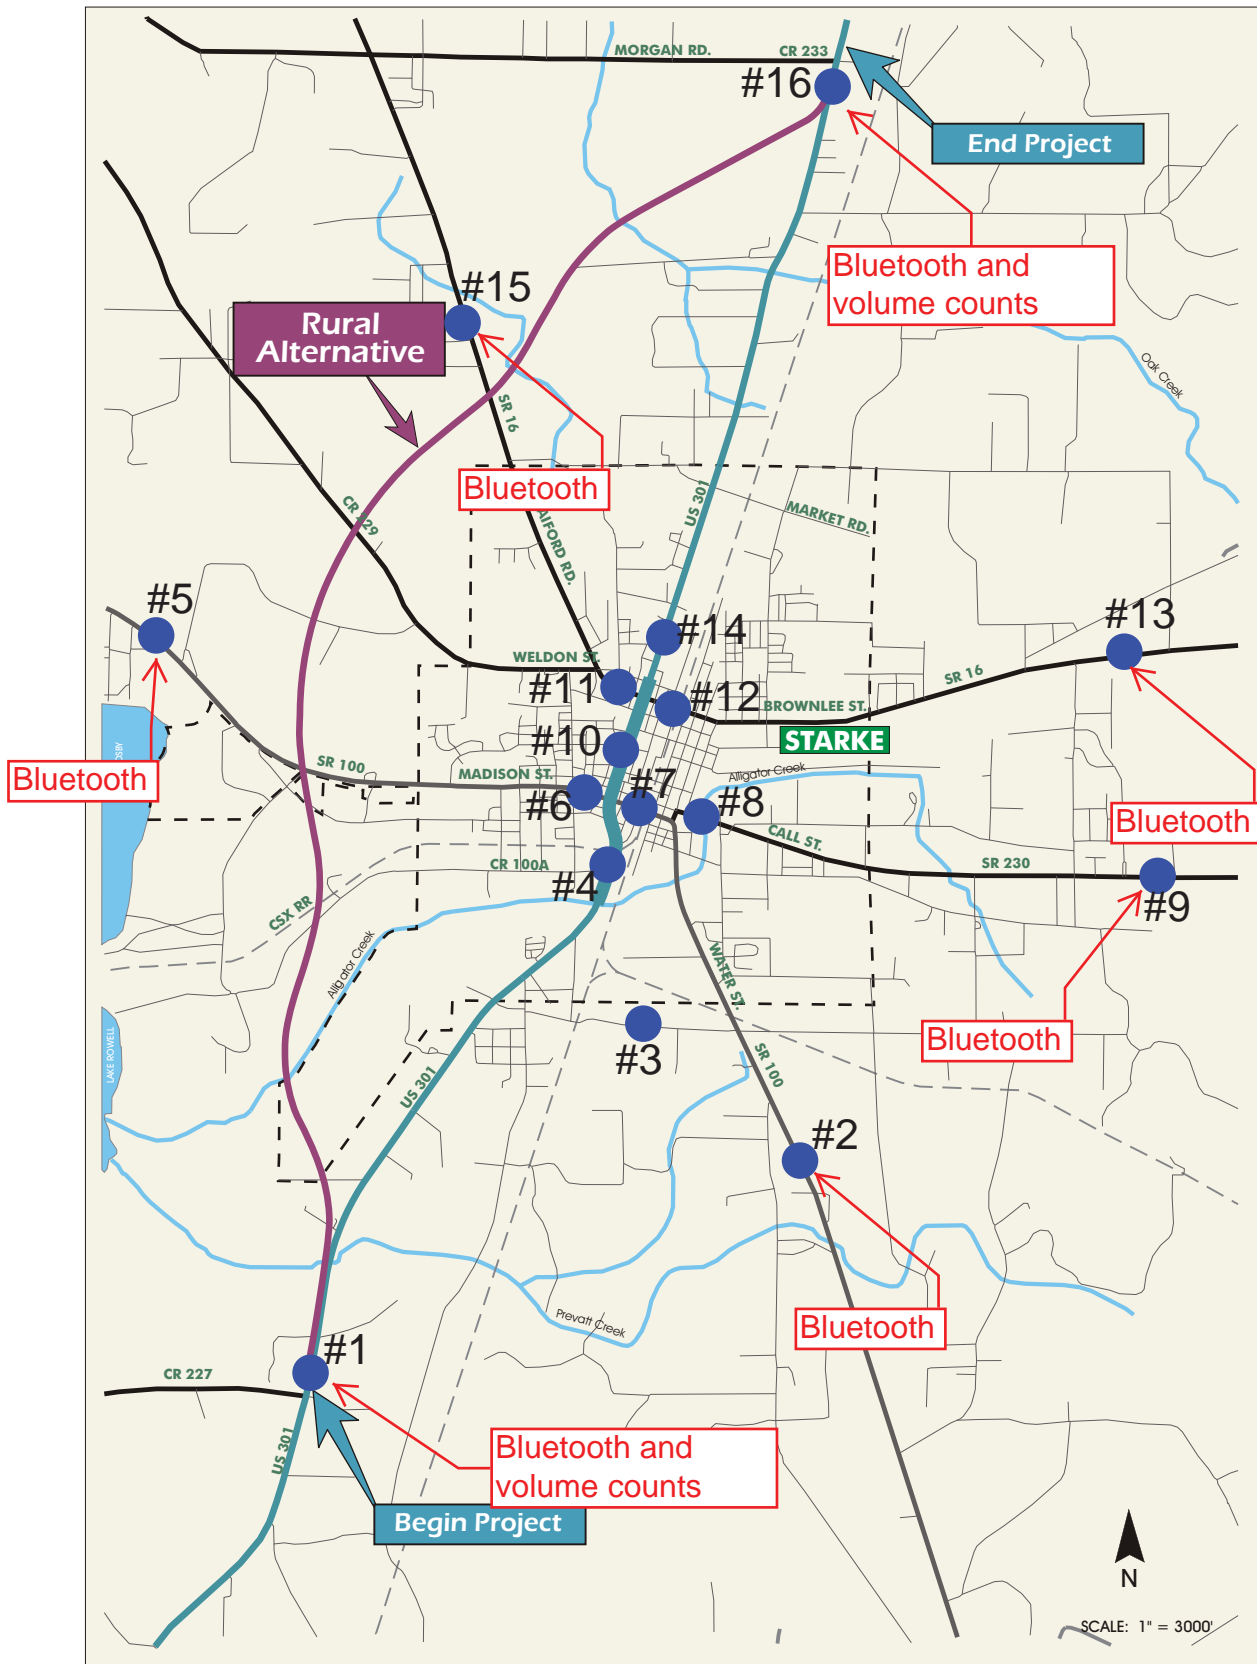 MORGAN RD.
CR 233
#16
End Project
Bluetooth and
volume counts
#15
Rural
Alternative
Oak Creek
SR 16
Bluetooth
US 301
MARKET RD.
CR 229
AIFORD RD.
#5
#13
#14
WELDON ST.
#11
#12
SR 16
BROWNLEE ST.
#10
STARKE
SR 100
MADISON ST.
Alligator Creek
Bluetooth
OSBY
#6
#7
#8
CALL ST.
Bluetooth
SR 230
CR 100A
#4
#9
CSX RR
Alligator Creek
WATER ST.
Bluetooth
#3
LAKE ROWELL
US 301
SR 100
#2
Prevatt Creek
Bluetooth
#1
CR 227
US 301
Bluetooth and
volume counts
Begin Project
N
SCALE: 1" = 3000'